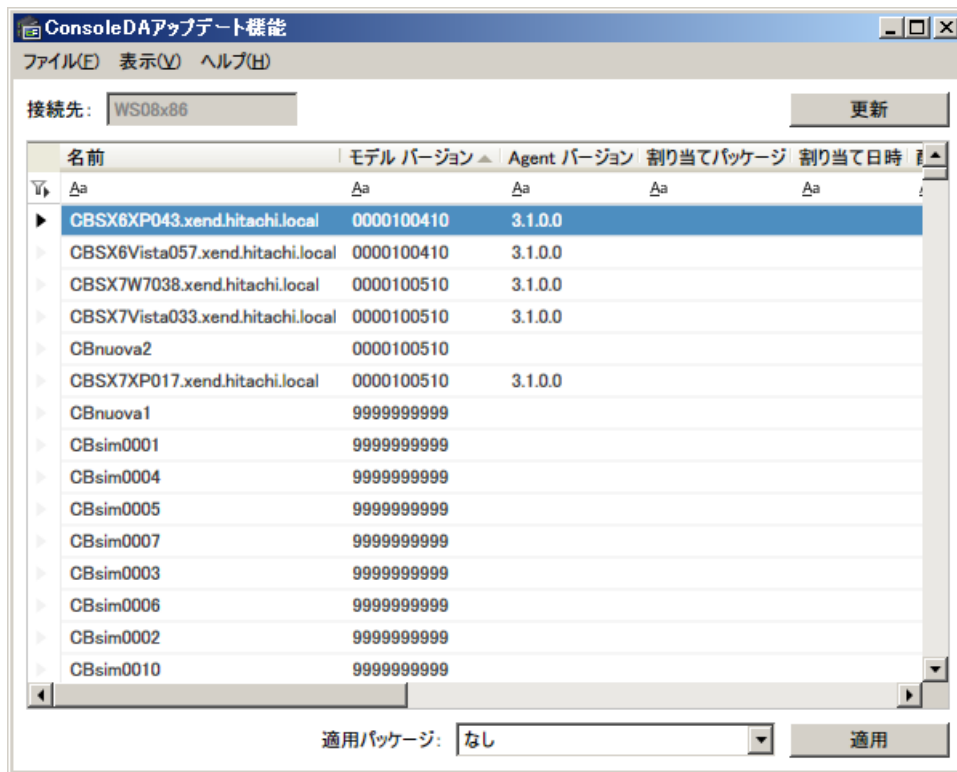 ConsoleDAアップデート機能
ファイル(F) 表示(V) ヘルプ(H)
接続先: WS08x86 更新
名前 モデル バージョン Agent バージョン 割り当てパッケージ 割り当て日時
Aa Aa Aa Aa Aa
CBSX6XP043.xend.hitachi.local 0000100410 3.1.0.0
CBSX6Vista057.xend.hitachi.local 0000100410 3.1.0.0
CBSX7W7038.xend.hitachi.local 0000100510 3.1.0.0
CBSX7Vista033.xend.hitachi.local 0000100510 3.1.0.0
CBnuova2 0000100510
CBSX7XP017.xend.hitachi.local 0000100510 3.1.0.0
CBnuova1 9999999999
CBsim0001 9999999999
CBsim0004 9999999999
CBsim0005 9999999999
CBsim0007 9999999999
CBsim0003 9999999999
CBsim0006 9999999999
CBsim0002 9999999999
CBsim0010 9999999999
適用パッケージ: なし 適用